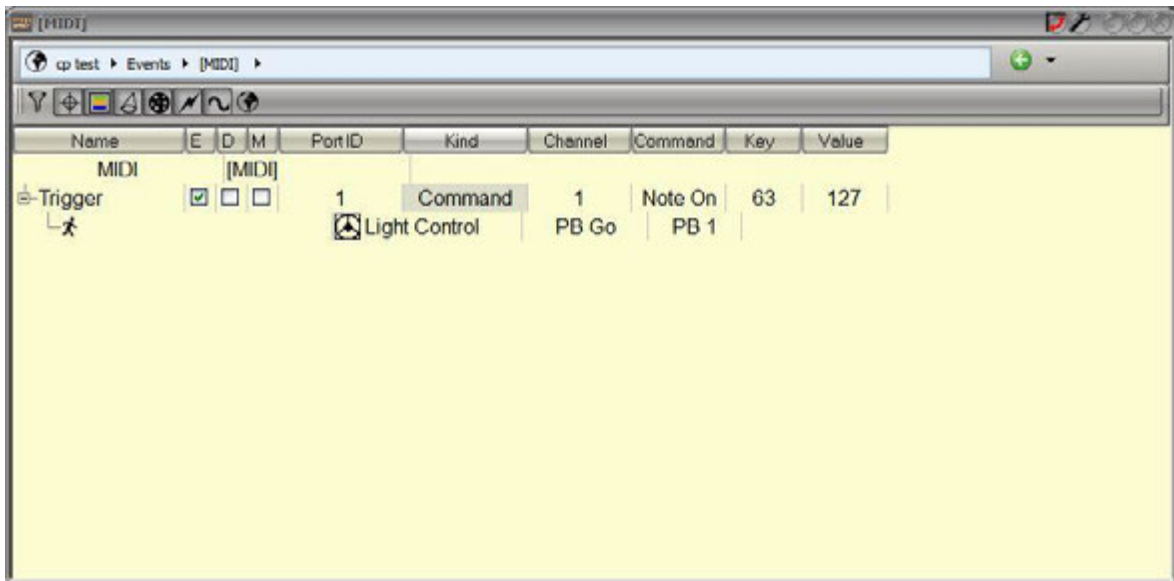 [MIDI]
cp test Events [MIDI]
Name E D M Port ID Kind Channel Command Key Value
MIDI [MIDI]
Trigger 1 Command 1 Note On 63 127
Light Control PB Go PB 1